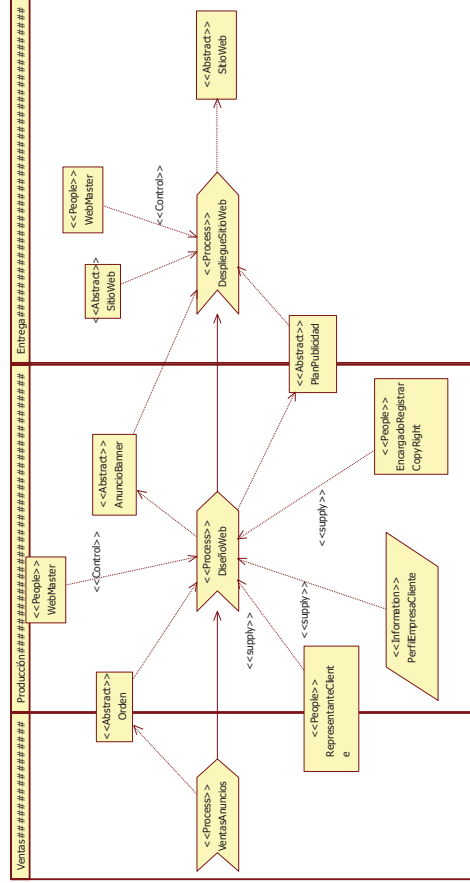 Ventas####################
Producción####################################
Entrega####################################
<<Process>>
VentasAnuncios
<<Abstract>>
Orden
<<People>>
RepresentanteClient
e
<<supply>>
<<People>>
WebMaster
<<Control>>
<<Process>>
DiseñoWeb
<<supply>>
<<Information>>
PerfilEmpresaCliente
<<supply>>
<<People>>
EncargadoRegistrar
CopyRight
<<Abstract>>
AnuncioBanner
<<Abstract>>
PlanPublicidad
<<Abstract>>
SitioWeb
<<People>>
WebMaster
<<Control>>
<<Process>>
DespliegueSitioWeb
<<Abstract>>
SitioWeb